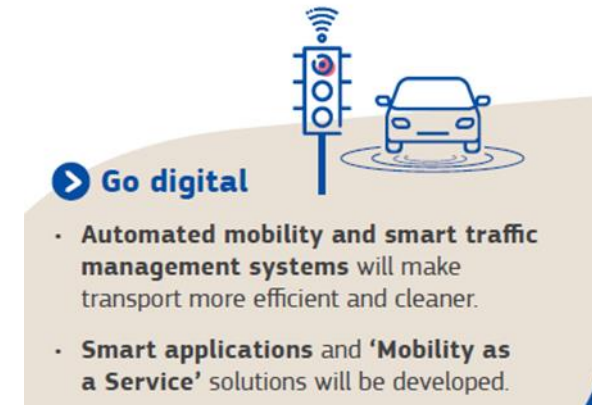 Go digital
· Automated mobility and smart traffic
management systems will make
transport more efficient and cleaner.
· Smart applications and ‘Mobility as
a Service’ solutions will be developed.